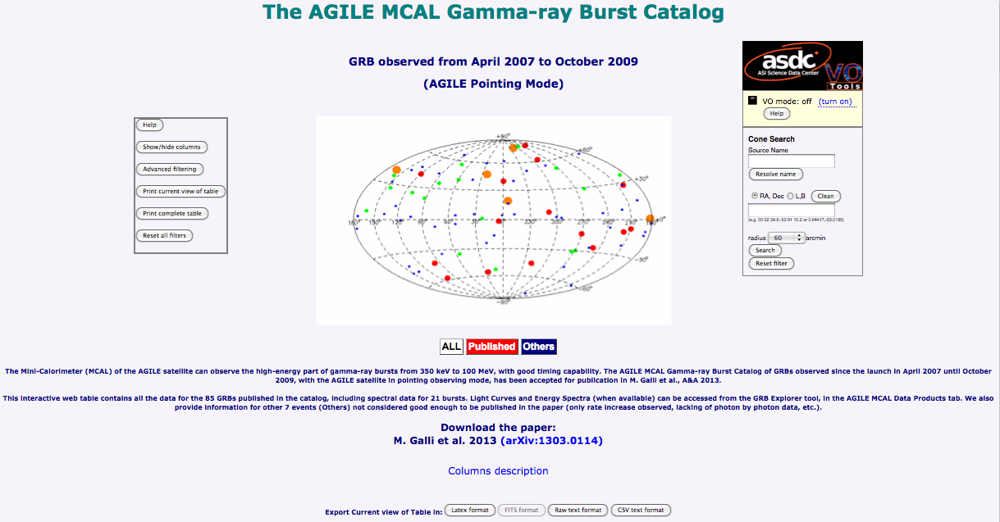 The AGILE MCAL Gamma-ray Burst Catalog
GRB observed from April 2007 to October 2009
(AGILE Pointing Mode)
Help
Show/hide columns
Advanced filtering
Print current view of table
Print complete table
Reset all filters
+90°
+60°
+30°
150° 120° 90° 60° 30° 330° 300° 270° 240° 210° +0°
-30°
-60°
-90°
asdc
ASI Science Data Center
VO
Tools
VO mode: off (turn on)
Help
Cone Search
Source Name
Resolve name
RA, Dec L,B Clean
(e.g. 00 02 34.8,-53 01 10.2 or 0.64417,-53.0195)
radius 60 arcmin
Search
Reset filter
ALL Published Others
The Mini-Calorimeter (MCAL) of the AGILE satellite can observe the high-energy part of gamma-ray bursts from 350 keV to 100 MeV, with good timing capability. The AGILE MCAL Gamma-ray Burst Catalog of GRBs observed since the launch in April 2007 until October
2009, with the AGILE satellite in pointing observing mode, has been accepted for publication in M. Galli et al., A&A 2013.
This interactive web table contains all the data for the 85 GRBs published in the catalog, including spectral data for 21 bursts. Light Curves and Energy Spectra (when available) can be accessed from the GRB Explorer tool, in the AGILE MCAL Data Products tab. We also
provide information for other 7 events (Others) not considered good enough to be published in the paper (only rate increase observed, lacking of photon by photon data, etc.).
Download the paper:
M. Galli et al. 2013 (arXiv:1303.0114)
Columns description
Export Current view of Table in: Latex format FITS format Raw text format CSV text format